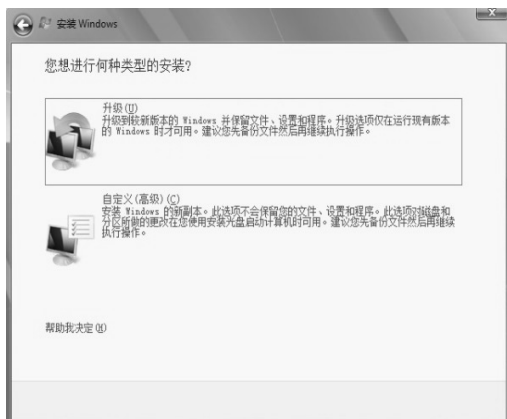 安装 Windows
您想进行何种类型的安装?
升级(U)
升级到较新版本的 Windows 并保留文件、设置和程序。升级选项仅在运行现有版本
的 Windows 时才可用。建议您先备份文件然后再继续执行操作。
自定义(高级)(C)
安装 Windows 的新副本。此选项不会保留您的文件、设置和程序。此选项对磁盘和
分区所做的更改在您使用安装光盘启动计算机时可用。建议您先备份文件然后再继续
执行操作。
帮助我决定(H)